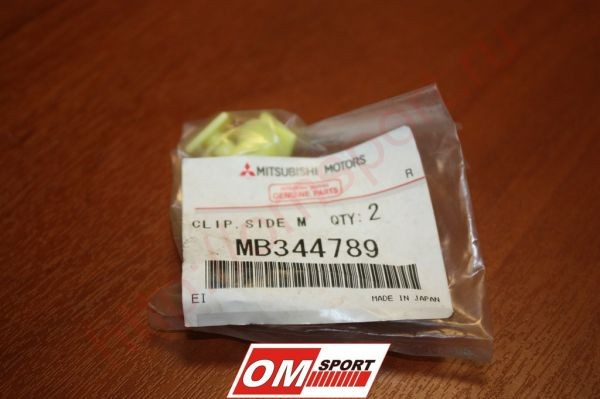 MITSUBISHI MOTORS
R
GENUINE PARTS
CLIP, SIDE M QTY: 2
MB344789
EI
MADE IN JAPAN
OM SPORT